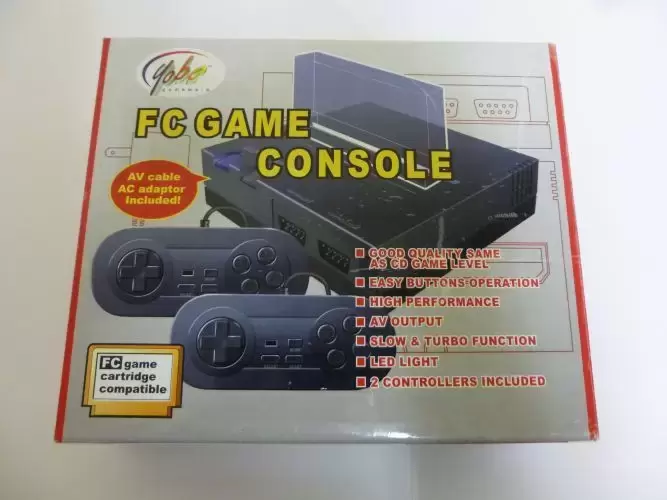 Yobo
GAMEWARE
FC GAME
CONSOLE
AV cable
AC adaptor
Included!
GOOD QUALITY SAME
AS CD GAME LEVEL
EASY BUTTONS OPERATION
HIGH PERFORMANCE
AV OUTPUT
SLOW & TURBO FUNCTION
LED LIGHT
2 CONTROLLERS INCLUDED
FC game
cartridge
compatible